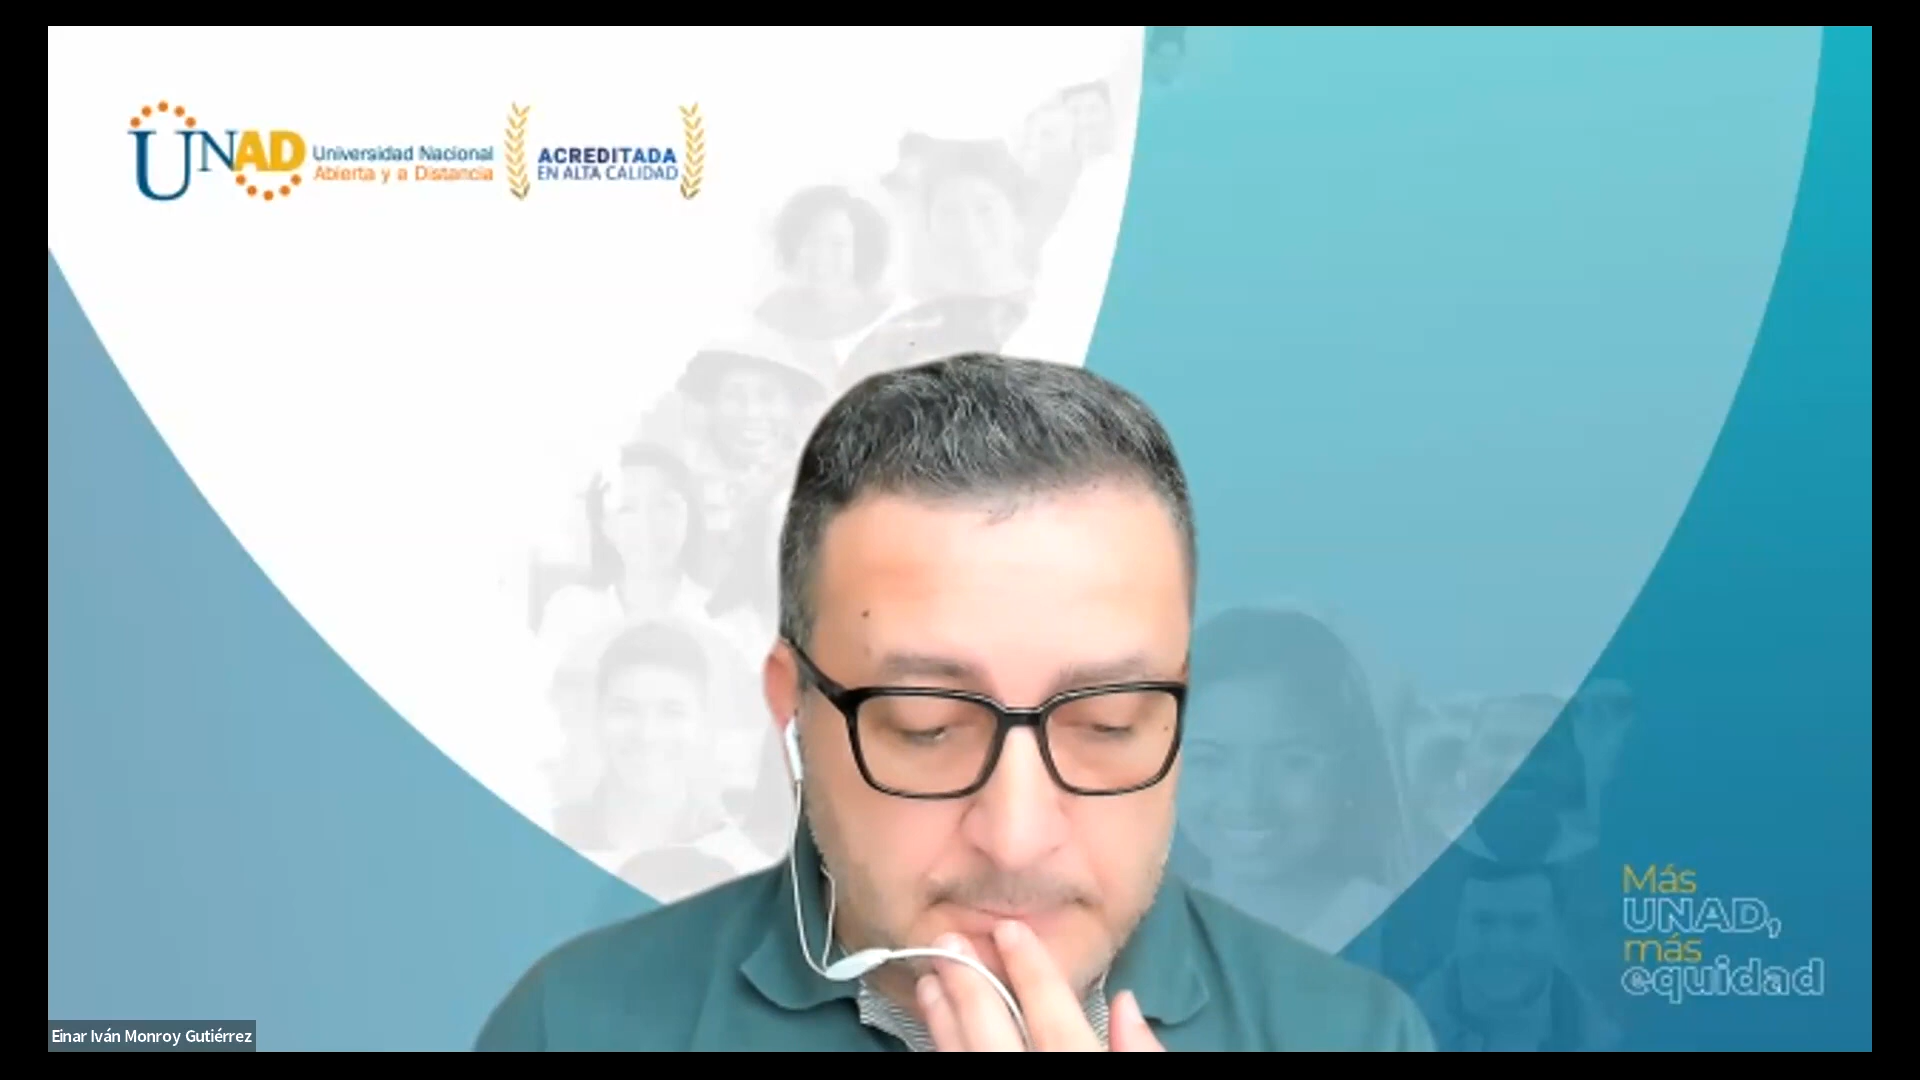 UNAD
Universidad Nacional
Abierta y a Distancia
ACREDITADA
EN ALTA CALIDAD
Más
UNAD,
más
equidad
Einar Iván Monroy Gutiérrez